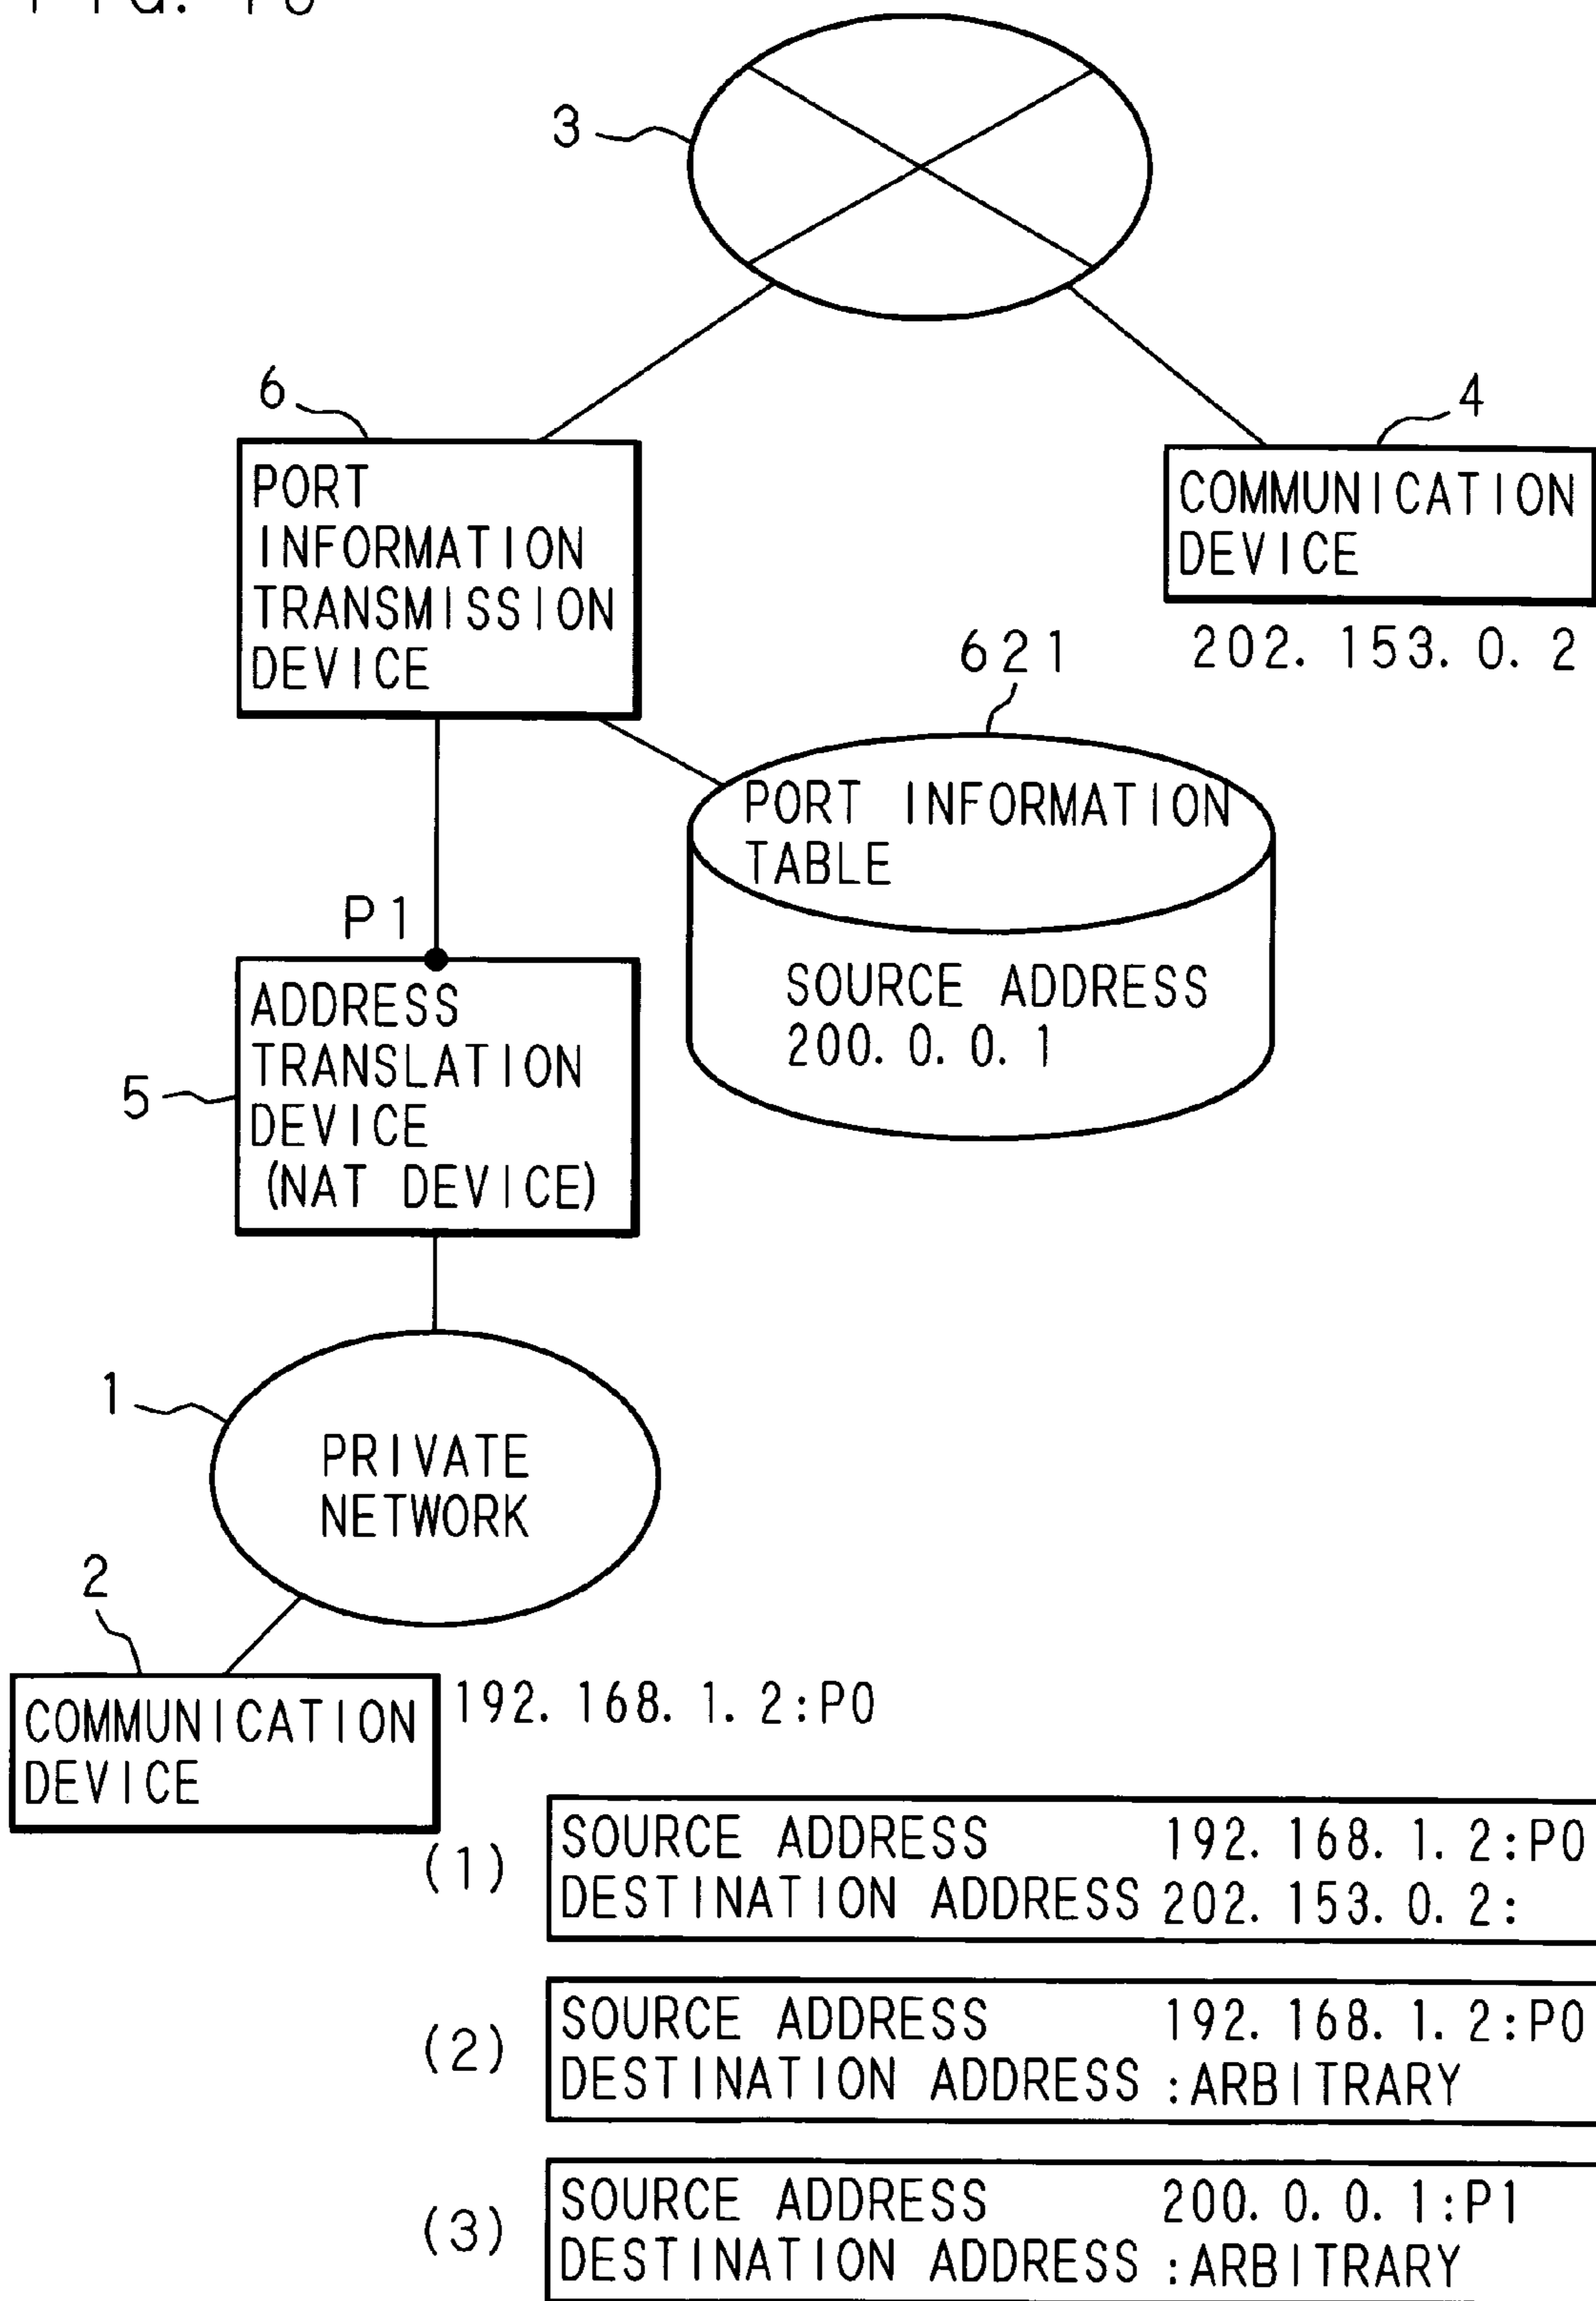 3
6
4
PORT
INFORMATION
TRANSMISSION
DEVICE
COMMUNICATION
DEVICE
202. 153. 0. 2
621
PORT INFORMATION
TABLE
SOURCE ADDRESS
200. 0. 0. 1
P1
ADDRESS
TRANSLATION
DEVICE
(NAT DEVICE)
5
1
PRIVATE
NETWORK
2
COMMUNICATION
DEVICE
192. 168. 1. 2:P0
(1)
SOURCE ADDRESS 192. 168. 1. 2:P0
DESTINATION ADDRESS 202. 153. 0. 2:
(2)
SOURCE ADDRESS 192. 168. 1. 2:P0
DESTINATION ADDRESS :ARBITRARY
(3)
SOURCE ADDRESS 200. 0. 0. 1:P1
DESTINATION ADDRESS :ARBITRARY